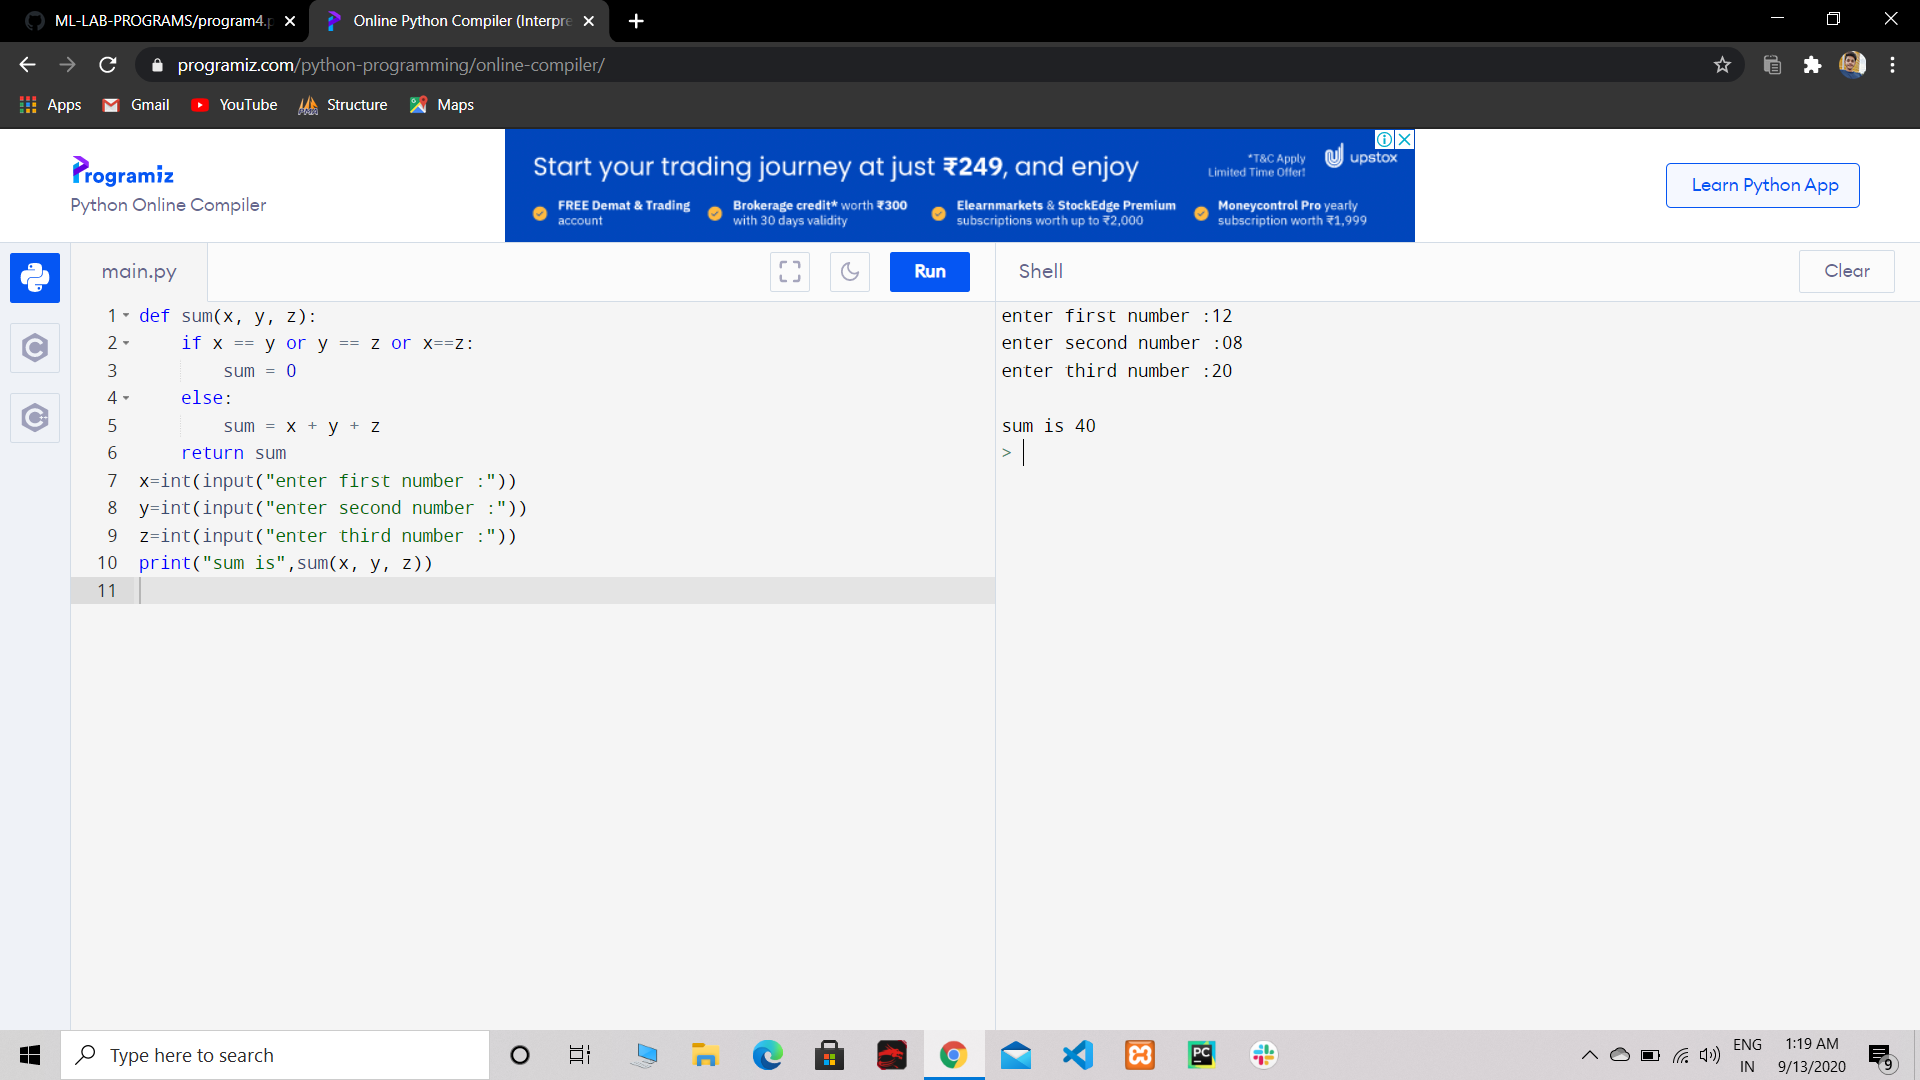 ML-LAB-PROGRAMS/program4.p
Online Python Compiler (Interpre
programiz.com/python-programming/online-compiler/
Apps Gmail YouTube Structure Maps
Programiz
Python Online Compiler
Start your trading journey at just ₹249, and enjoy
*T&C Apply
Limited Time Offer!
upstox
FREE Demat & Trading
account
Brokerage credit* worth ₹300
with 30 days validity
Elearnmarkets & StockEdge Premium
subscriptions worth up to ₹2,000
Moneycontrol Pro yearly
subscription worth ₹1,999
Learn Python App
main.py
Run
Shell
Clear
1 def sum(x, y, z):
2     if x == y or y == z or x==z:
3         sum = 0
4     else:
5         sum = x + y + z
6     return sum
7 x=int(input("enter first number :"))
8 y=int(input("enter second number :"))
9 z=int(input("enter third number :"))
10 print("sum is",sum(x, y, z))
11
enter first number :12
enter second number :08
enter third number :20
sum is 40
>
Type here to search
PC
ENG
IN
1:19 AM
9/13/2020
9